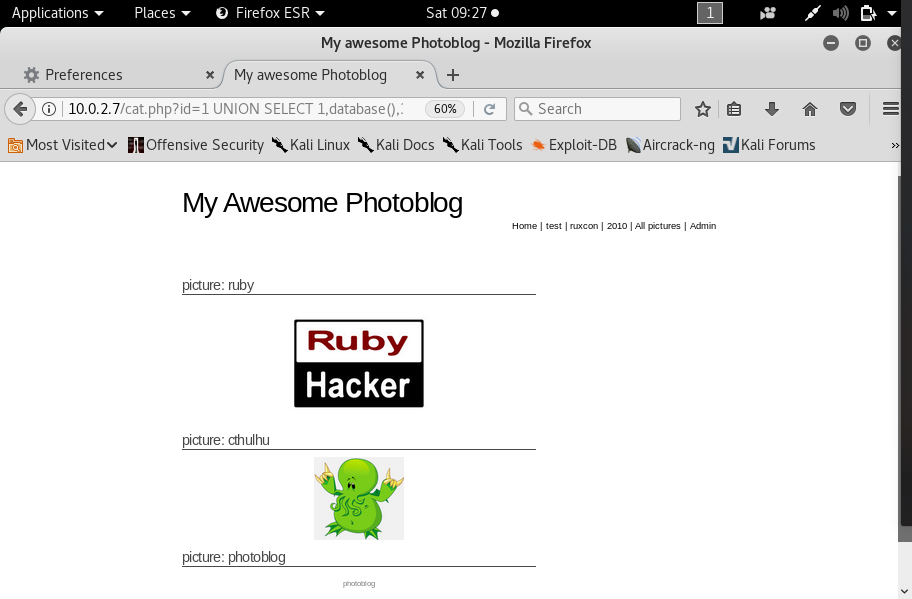 Applications Places Firefox ESR Sat 09:27 1
My awesome Photoblog - Mozilla Firefox
Preferences My awesome Photoblog
10.0.2.7/cat.php?id=1 UNION SELECT 1,database(), 60% Search
Most Visited Offensive Security Kali Linux Kali Docs Kali Tools Exploit-DB Aircrack-ng Kali Forums
My Awesome Photoblog
Home | test | ruxcon | 2010 | All pictures | Admin
picture: ruby
Ruby
Hacker
picture: cthulhu
picture: photoblog
photoblog